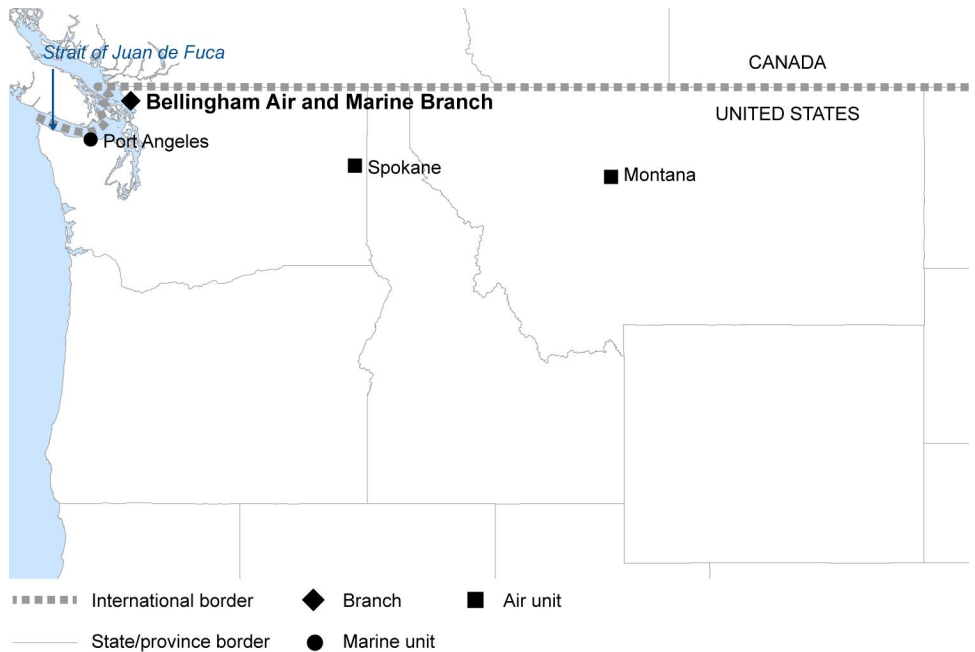 Strait of Juan de Fuca
CANADA
Bellingham Air and Marine Branch
UNITED STATES
Port Angeles
Spokane
Montana
International border
Branch
Air unit
State/province border
Marine unit